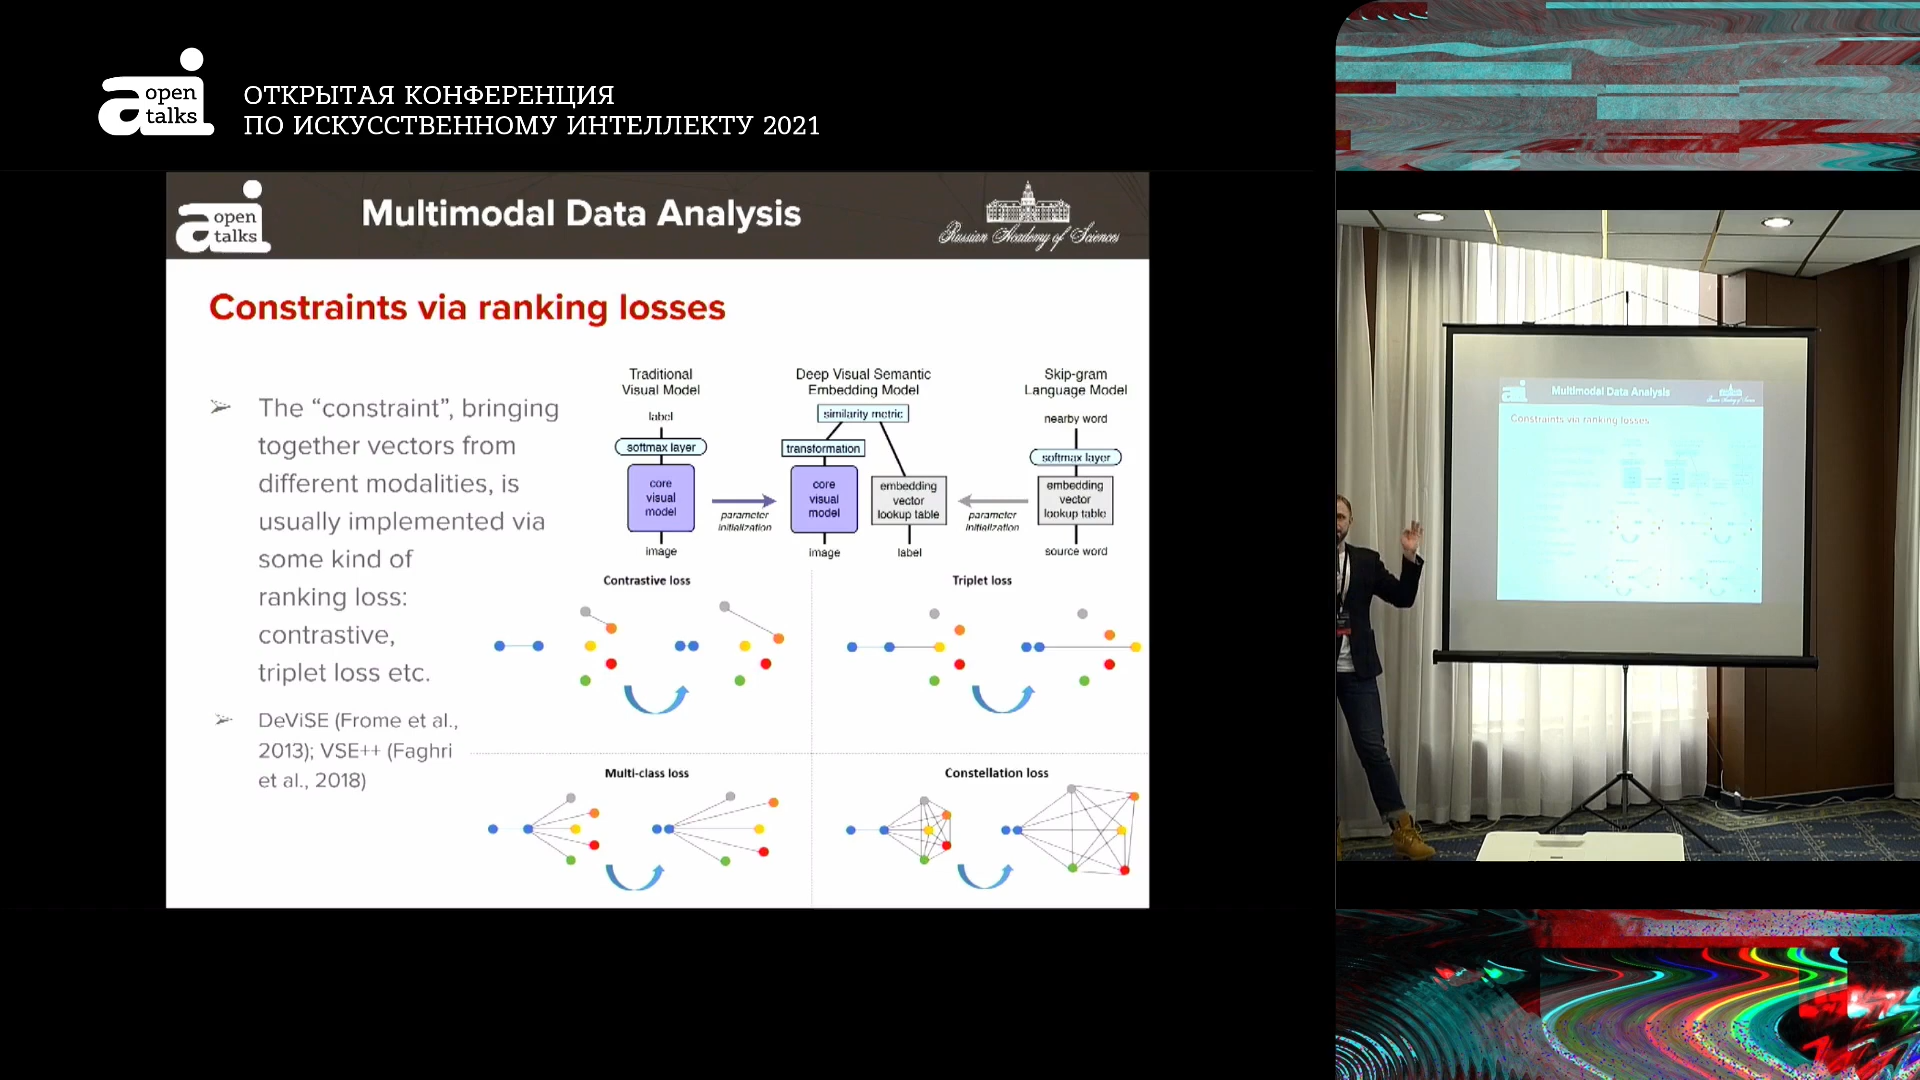 open
talks
ОТКРЫТАЯ КОНФЕРЕНЦИЯ
ПО ИСКУССТВЕННОМУ ИНТЕЛЛЕКТУ 2021
open
talks
Multimodal Data Analysis
Russian Academy of Sciences
Constraints via ranking losses
The “constraint”, bringing
together vectors from
different modalities, is
usually implemented via
some kind of
ranking loss:
contrastive,
triplet loss etc.
DeViSE (Frome et al.,
2013); VSE++ (Faghri
et al., 2018)
Traditional
Visual Model
label
softmax layer
core
visual
model
image
parameter
initialization
Deep Visual Semantic
Embedding Model
similarity metric
transformation
core
visual
model
image
embedding
vector
lookup table
label
parameter
initialization
Skip-gram
Language Model
nearby word
softmax layer
embedding
vector
lookup table
source word
Contrastive loss
Triplet loss
Multi-class loss
Constellation loss
Multimodal Data Analysis
Constraints via ranking losses